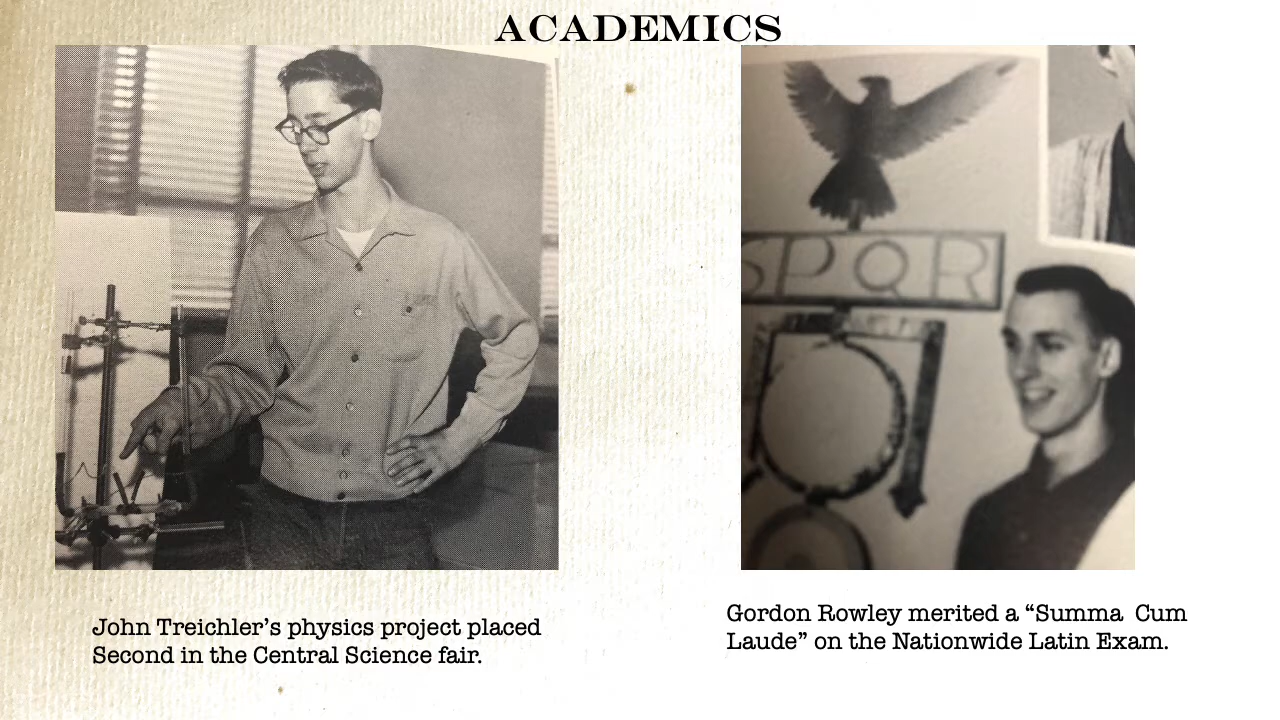 ACADEMICS
SPQR
John Treichler’s physics project placed
Second in the Central Science fair.
Gordon Rowley merited a “Summa  Cum
Laude” on the Nationwide Latin Exam.